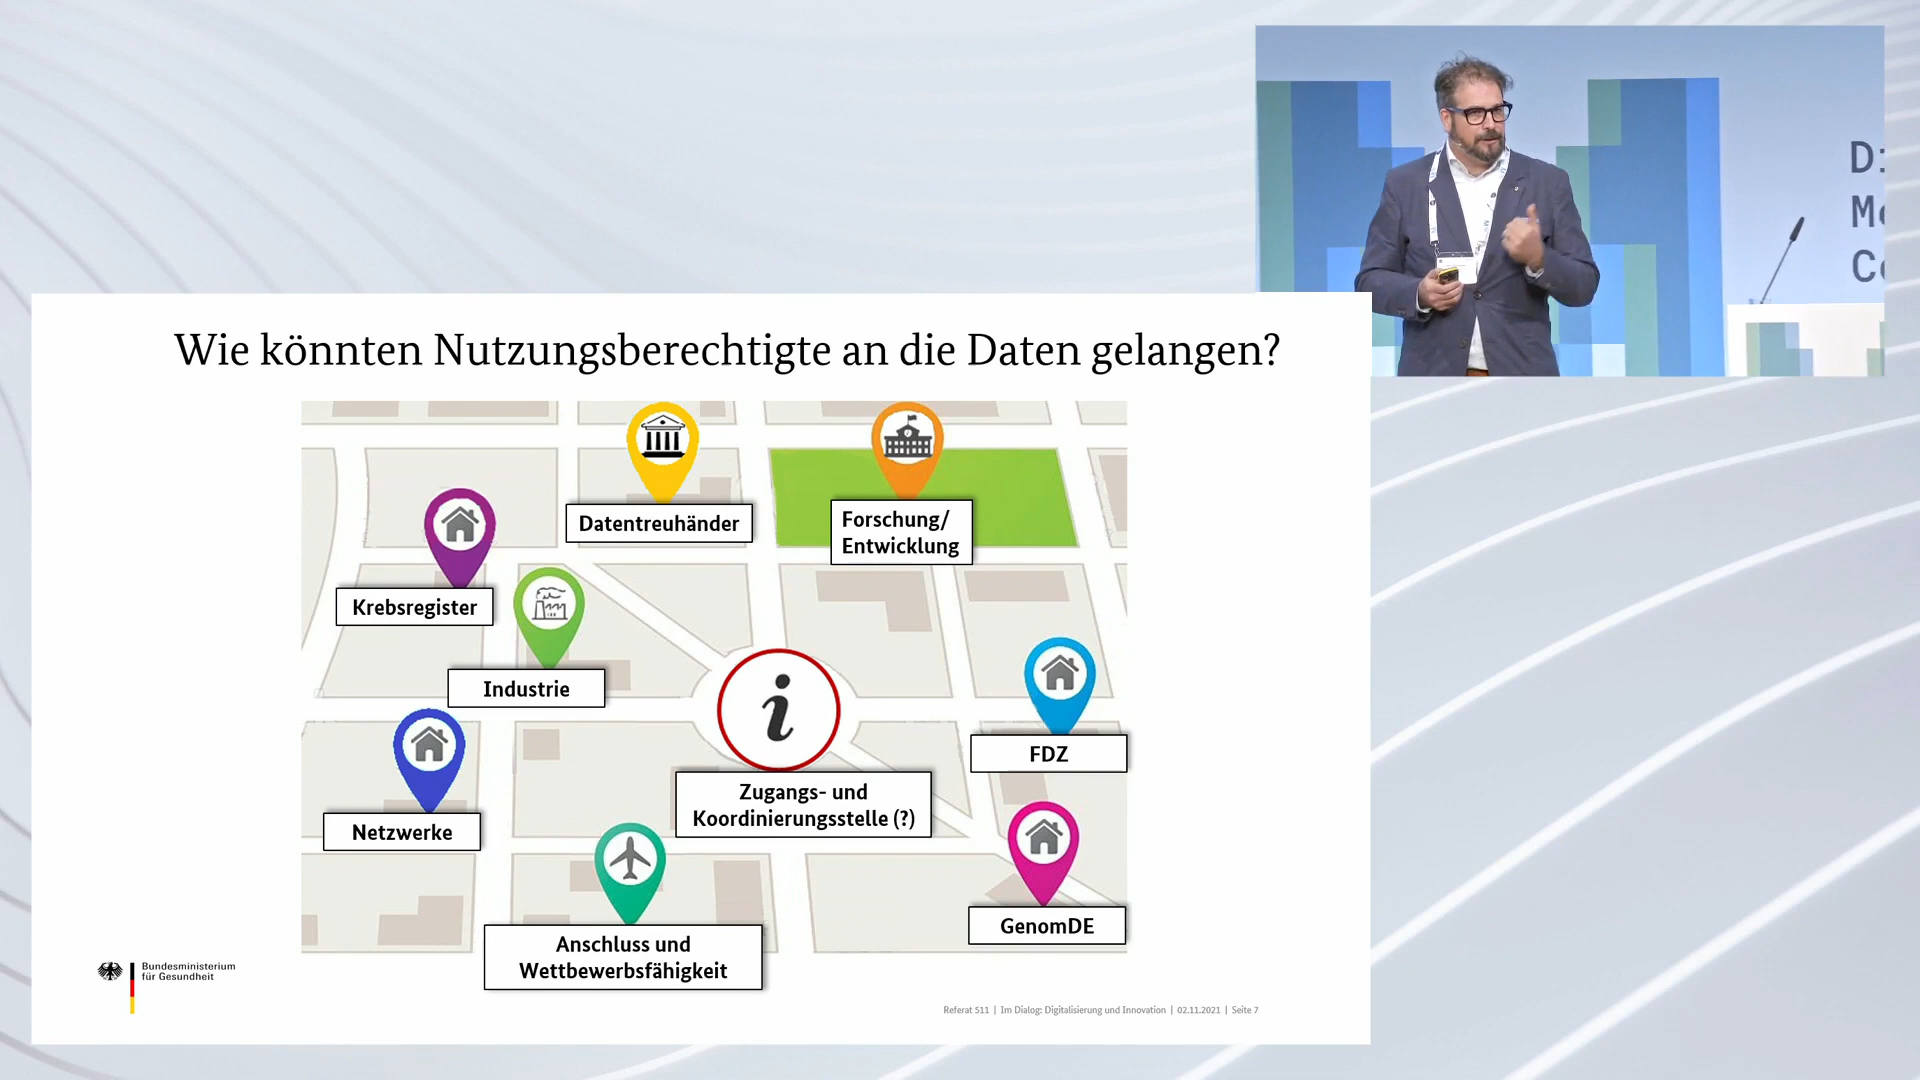 Wie könnten Nutzungsberechtigte an die Daten gelangen?
Datentreuhänder
Forschung/
Entwicklung
Krebsregister
Industrie
FDZ
Zugangs- und
Koordinierungsstelle (?)
Netzwerke
GenomDE
Anschluss und
Wettbewerbsfähigkeit
Bundesministerium
für Gesundheit
Referat 511 | Im Dialog: Digitalisierung und Innovation | 02.11.2021 | Seite 7